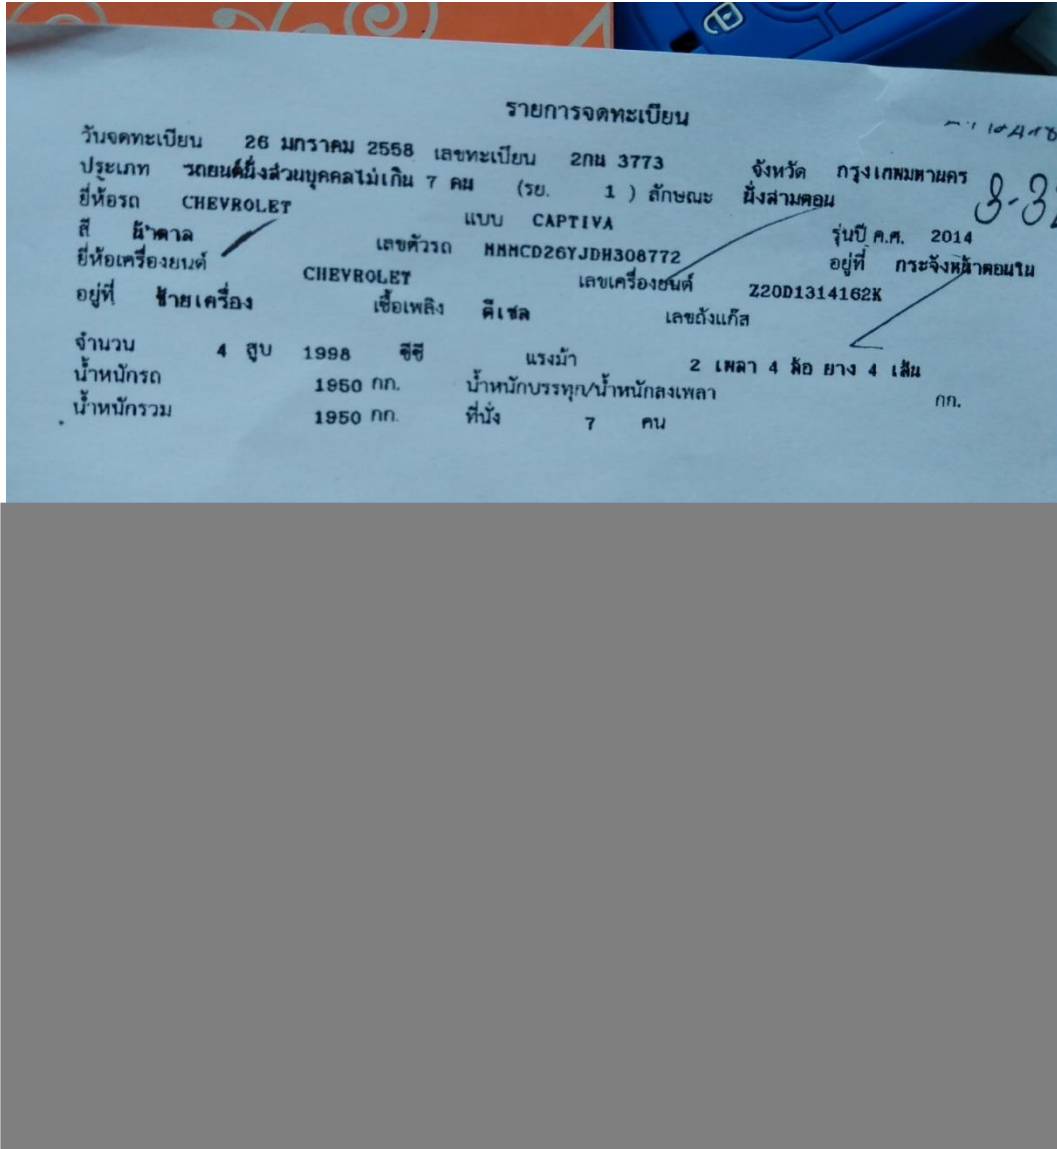 รายการจดทะเบียน
วันจดทะเบียน 26 มกราคม 2558 เลขทะเบียน 2กน 3773 จังหวัด กรุงเทพมหานคร
ประเภท รถยนต์นั่งส่วนบุคคลไม่เกิน 7 คน (รย. 1 ) ลักษณะ นั่งสามตอน
ยี่ห้อรถ CHEVROLET แบบ CAPTIVA รุ่นปี ค.ศ. 2014
สี น้ำตาล เลขตัวรถ MMMCD26YJDH308772 อยู่ที่ กระจังหน้าตอนใน
ยี่ห้อเครื่องยนต์ CHEVROLET เลขเครื่องยนต์ Z20D1314162K
อยู่ที่ ซ้ายเครื่อง เชื้อเพลิง ดีเซล เลขถังแก๊ส
จำนวน 4 สูบ 1998 ซีซี แรงม้า 2 เพลา 4 ล้อ ยาง 4 เส้น
น้ำหนักรถ 1950 กก. น้ำหนักบรรทุก/น้ำหนักลงเพลา กก.
น้ำหนักรวม 1950 กก. ที่นั่ง 7 คน